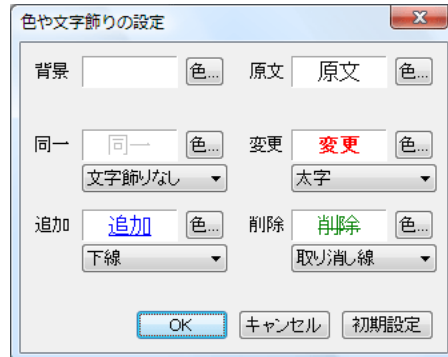 色や文字飾りの設定
背景 色... 原文 原文 色...
同一 同一 色... 変更 変更 色...
文字飾りなし 太字
追加 追加 色... 削除 削除 色...
下線 取り消し線
OK キャンセル 初期設定